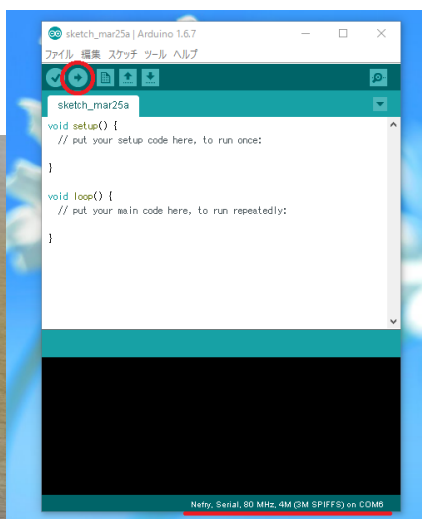 sketch_mar25a | Arduino 1.6.7
ファイル 編集 スケッチ ツール ヘルプ
sketch_mar25a
void setup() {
// put your setup code here, to run once:
}
void loop() {
// put your main code here, to run repeatedly:
}
Nefry, Serial, 80 MHz, 4M (3M SPIFFS) on COM6